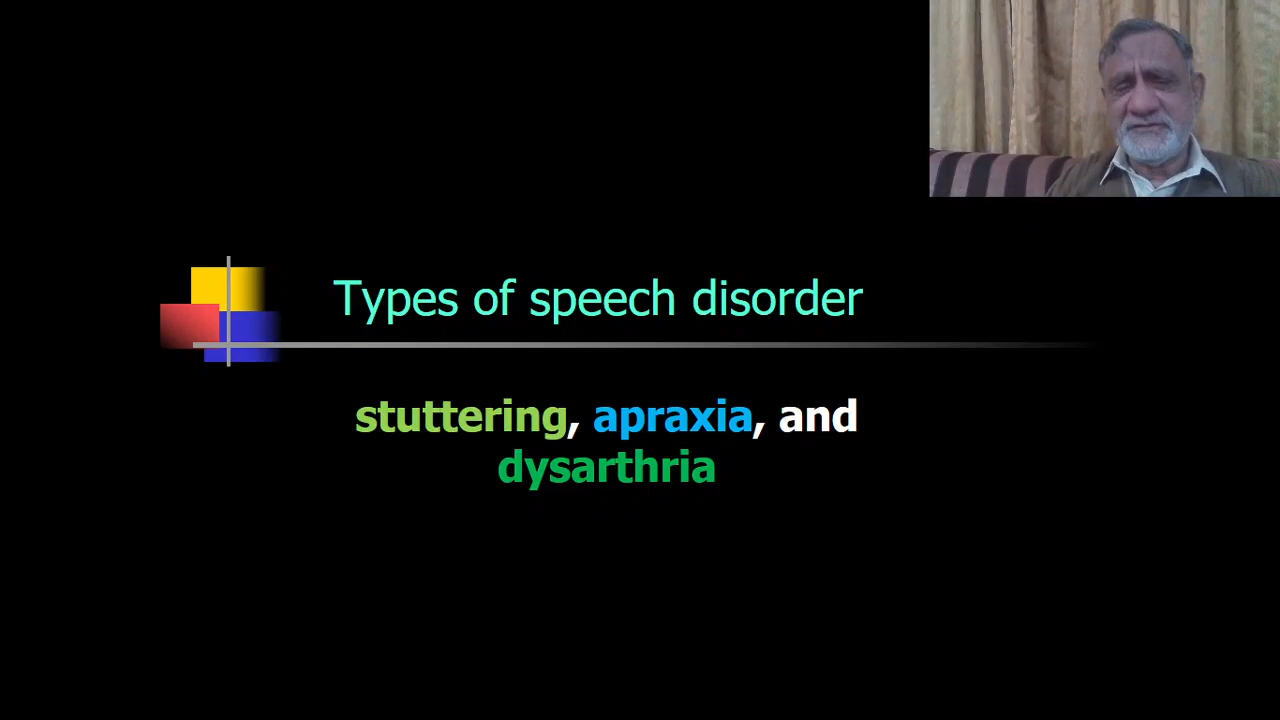 Types of speech disorder
stuttering, apraxia, and
dysarthria